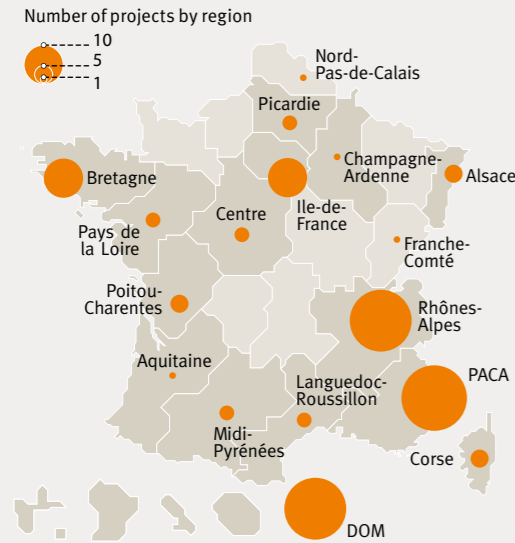 Number of projects by region
10
5
1
Nord-
Pas-de-Calais
Picardie
Champagne-
Ardenne
Alsace
Bretagne
Ile-de-
France
Centre
Pays de
la Loire
Franche-
Comté
Poitou-
Charentes
Rhônes-
Alpes
Aquitaine
PACA
Languedoc-
Roussillon
Midi-
Pyrénées
Corse
DOM